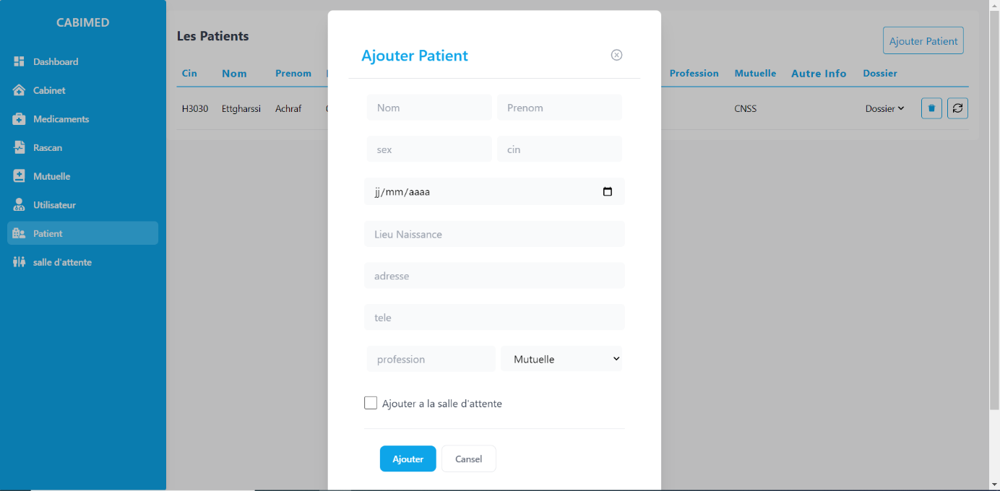 CABIMED
Dashboard
Cabinet
Medicaments
Rascan
Mutuelle
Utilisateur
Patient
salle d'attente
Les Patients
Ajouter Patient
Cin Nom Prenom Profession Mutuelle Autre Info Dossier
H3030 Ettgharssi Achraf CNSS Dossier
Ajouter Patient
Nom Prenom
sex cin
jj/mm/aaaa
Lieu Naissance
adresse
tele
profession Mutuelle
Ajouter a la salle d'attente
Ajouter Cansel